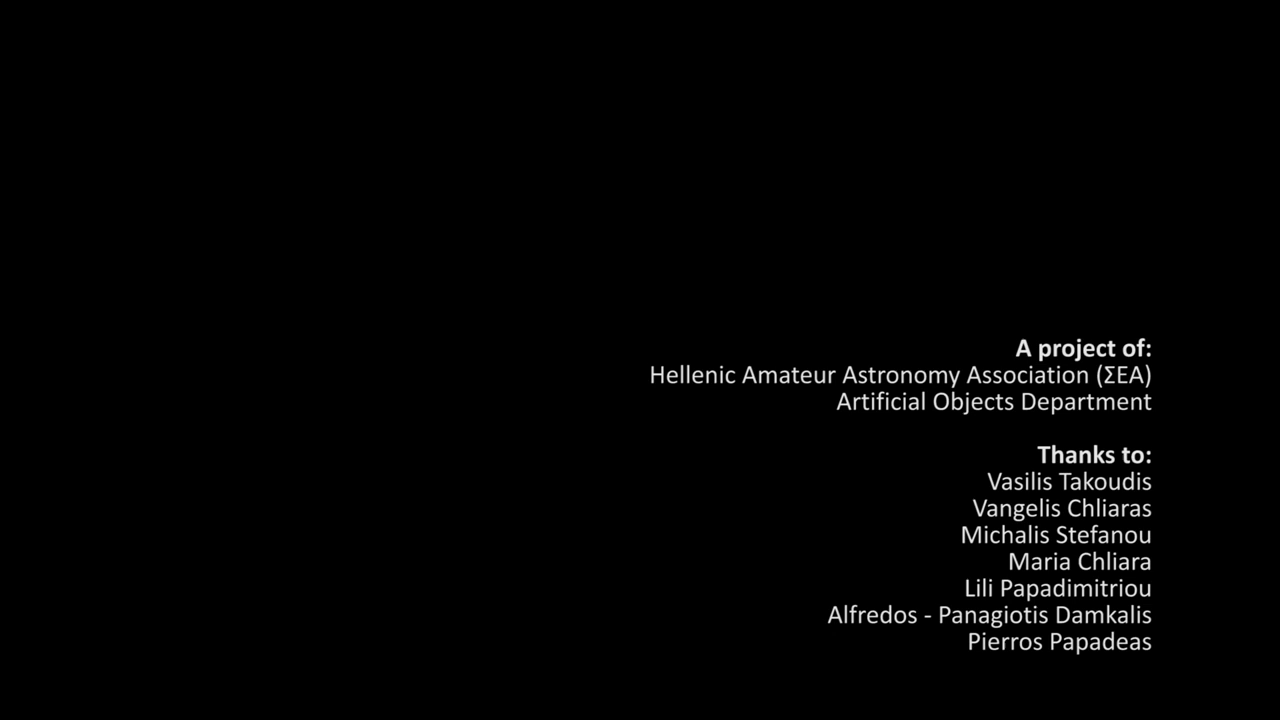 A project of:
Hellenic Amateur Astronomy Association (ΣΕΑ)
Artificial Objects Department
Thanks to:
Vasilis Takoudis
Vangelis Chliaras
Michalis Stefanou
Maria Chliara
Lili Papadimitriou
Alfredos - Panagiotis Damkalis
Pierros Papadeas